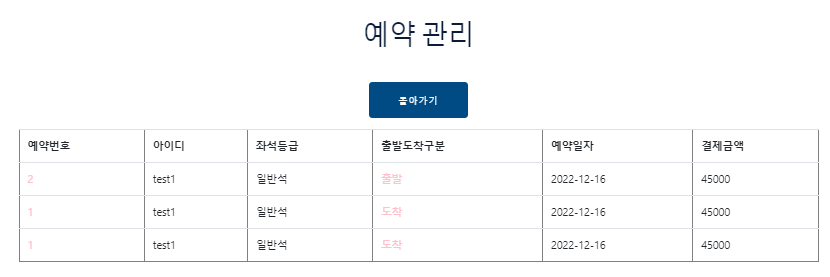 예약 관리
돌아가기
예약번호 아이디 좌석등급 출발도착구분 예약일자 결제금액
2 test1 일반석 출발 2022-12-16 45000
1 test1 일반석 도착 2022-12-16 45000
1 test1 일반석 도착 2022-12-16 45000